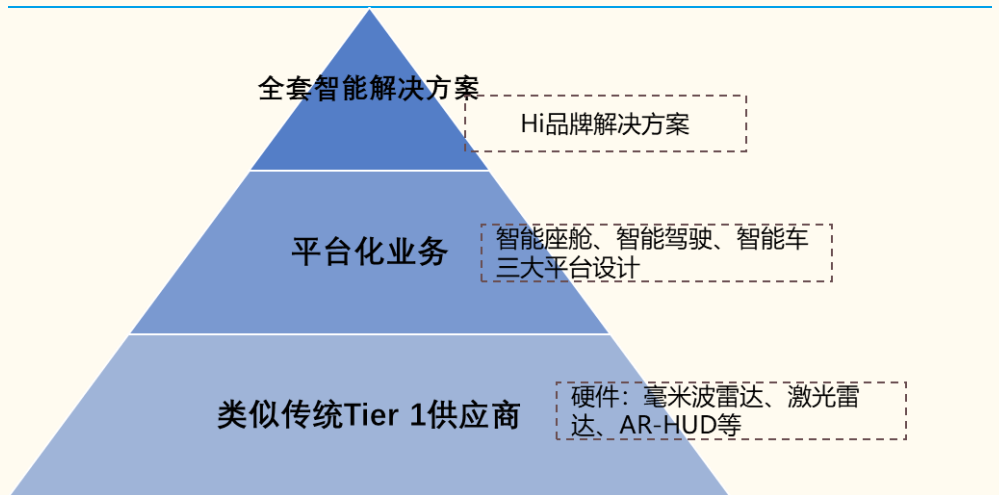 全套智能解决方案
Hi品牌解决方案
平台化业务
智能座舱、智能驾驶、智能车
三大平台设计
类似传统Tier 1供应商
硬件：毫米波雷达、激光雷
达、AR-HUD等